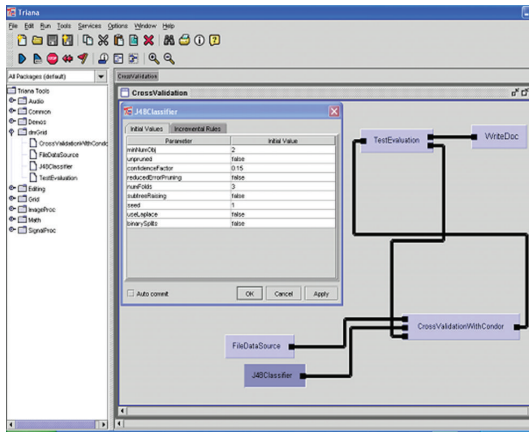 Triana
File Edit Run Tools Services Options Window Help
All Packages (default)
CrossValidation
Triana Tools
Audio
Common
Demos
dmGrid
CrossValidationWithCondo
FileDataSource
J48Classifier
TestEvaluation
Editing
Grid
ImageProc
Math
SignalProc
CrossValidation
J48Classifier
Initial Values Incremental Rules
Parameter Initial Value
minNumObj 2
unpruned false
confidenceFactor 0.15
reducedErrorPruning false
numFolds 3
subtreeRaising false
seed 1
useLaplace false
binarySplits false
Auto commit OK Cancel Apply
TestEvaluation
WriteDoc
CrossValidationWithCondor
FileDataSource
J48Classifier